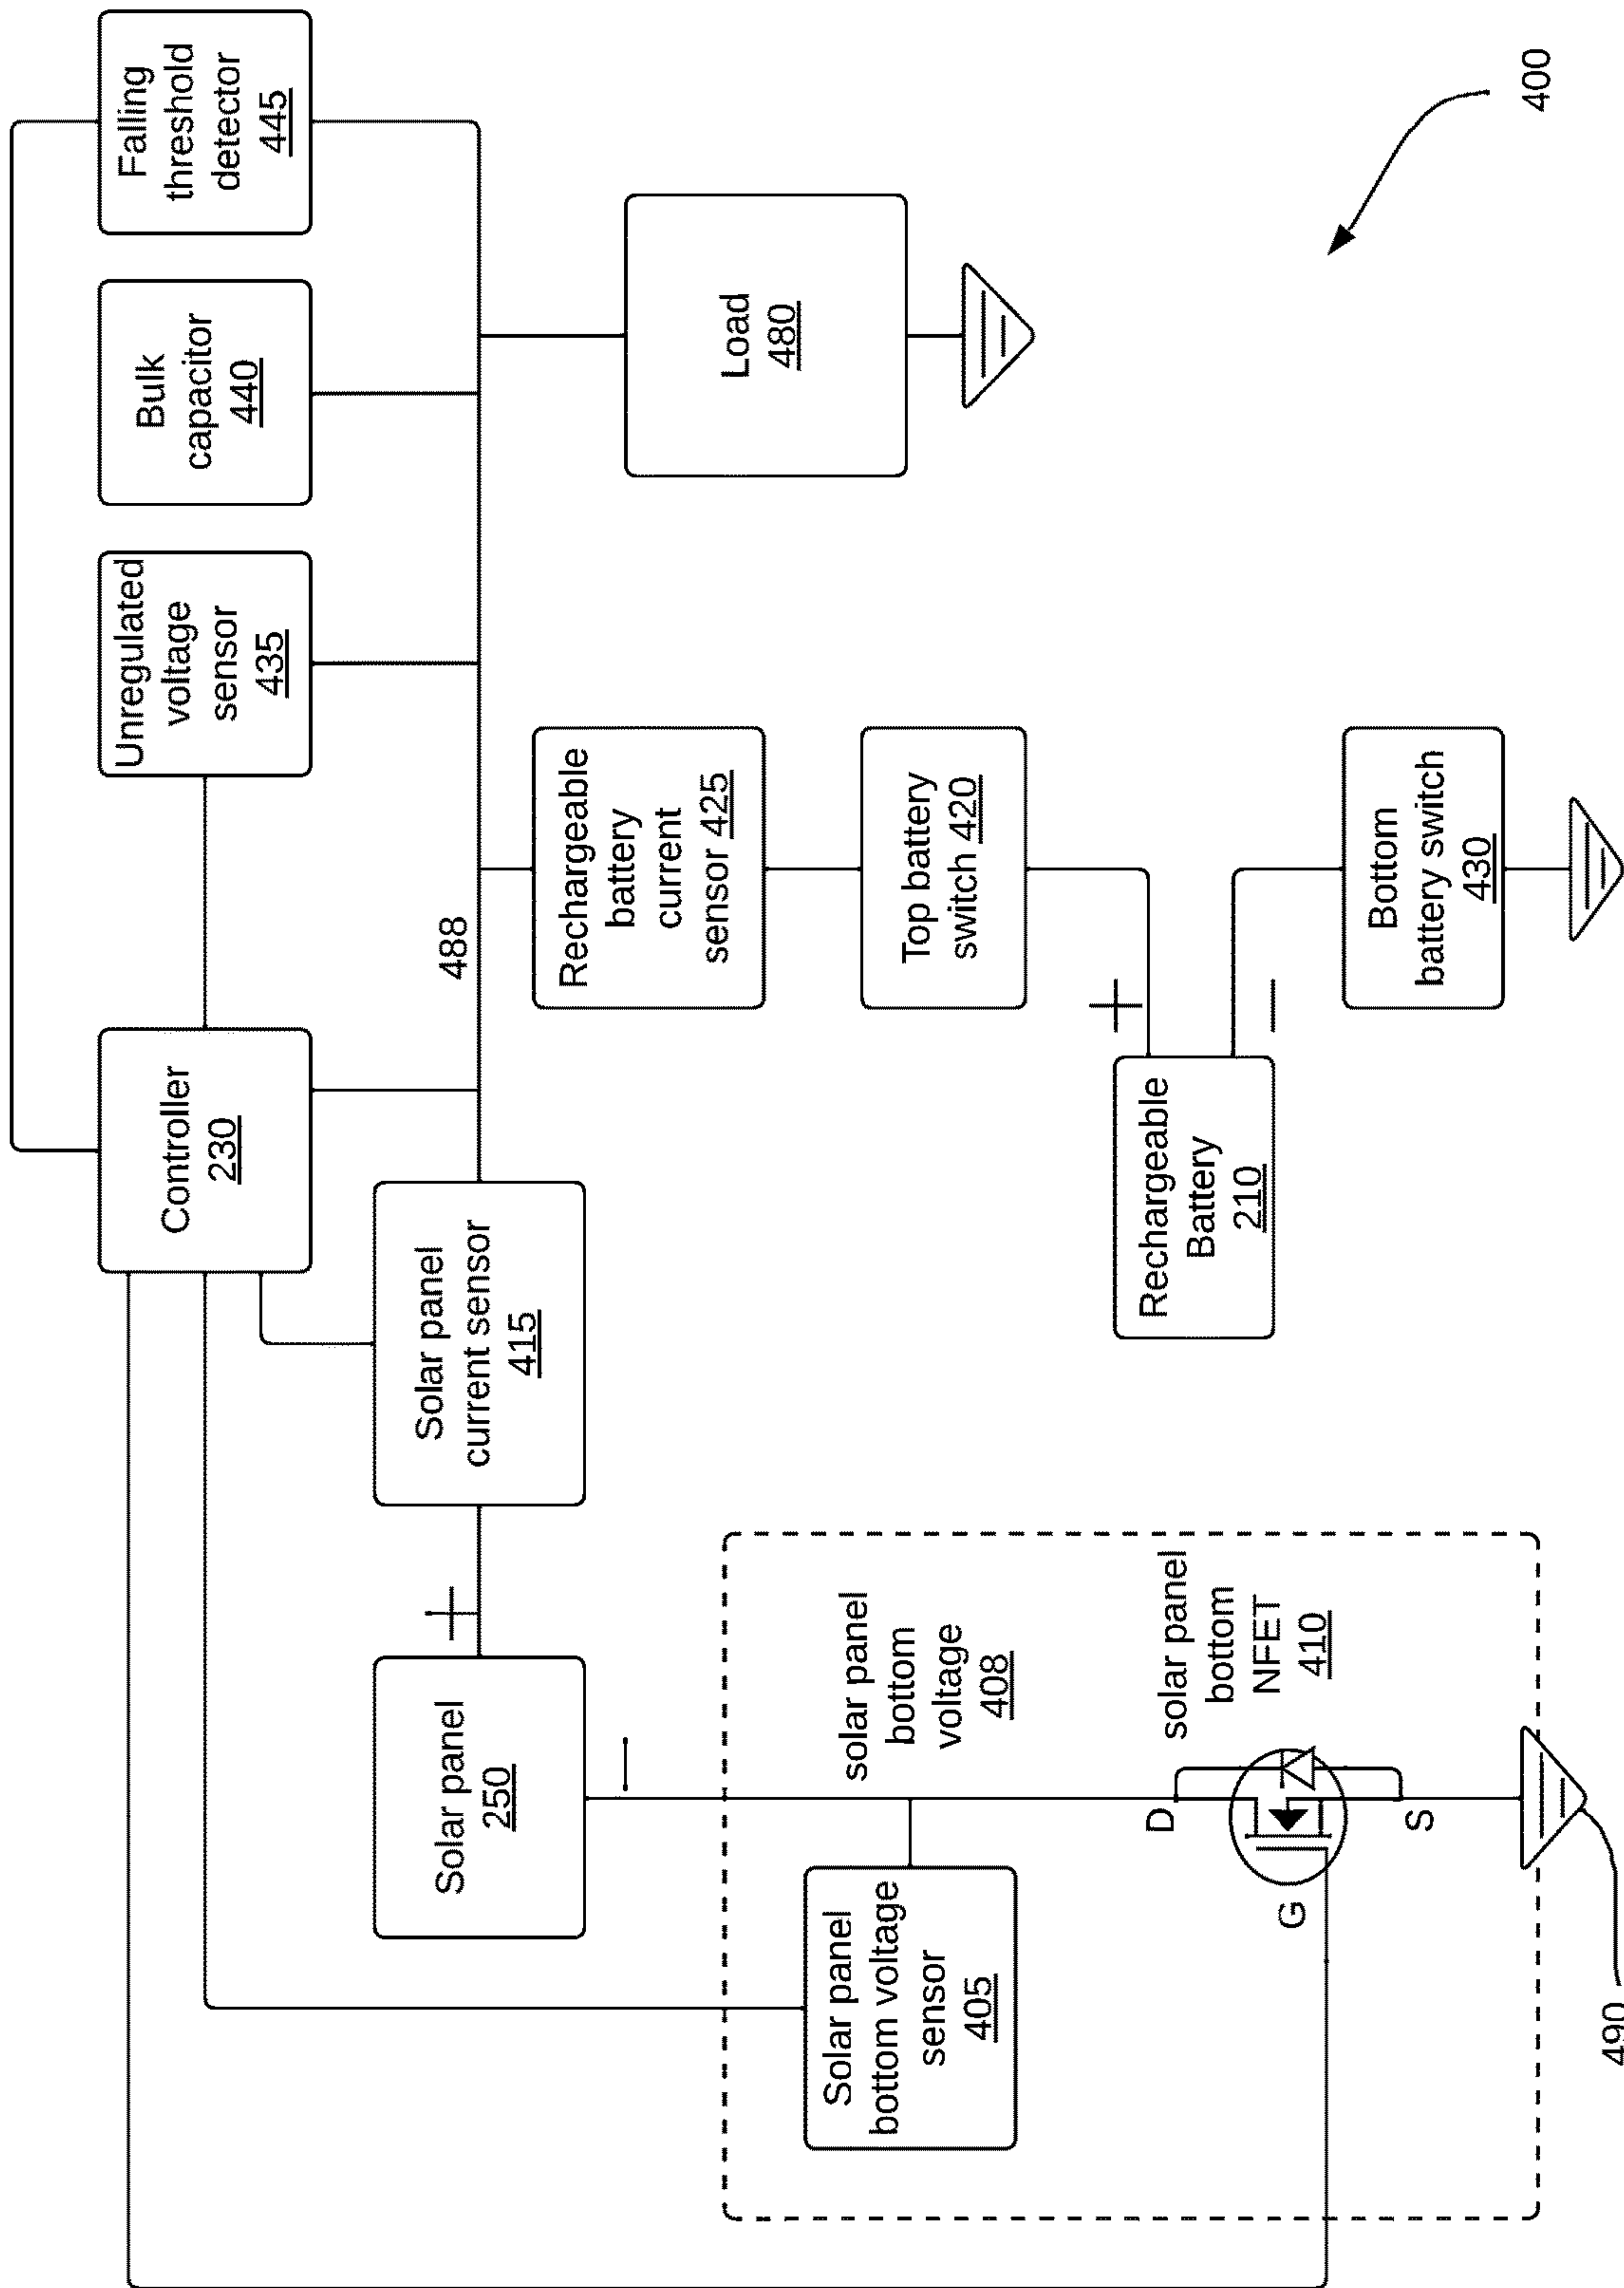 Controller
230
Unregulated
voltage
sensor
435
Bulk
capacitor
440
Falling
threshold
detector
445
Solar panel
250
+
—
Solar panel
current sensor
415
488
Rechargeable
battery
current
sensor 425
Load
480
Solar panel
bottom voltage
sensor
405
solar panel
bottom
voltage
408
Top battery
switch 420
+
—
Rechargeable
Battery
210
D
G
S
solar panel
bottom
NFET
410
Bottom
battery switch
430
490
400